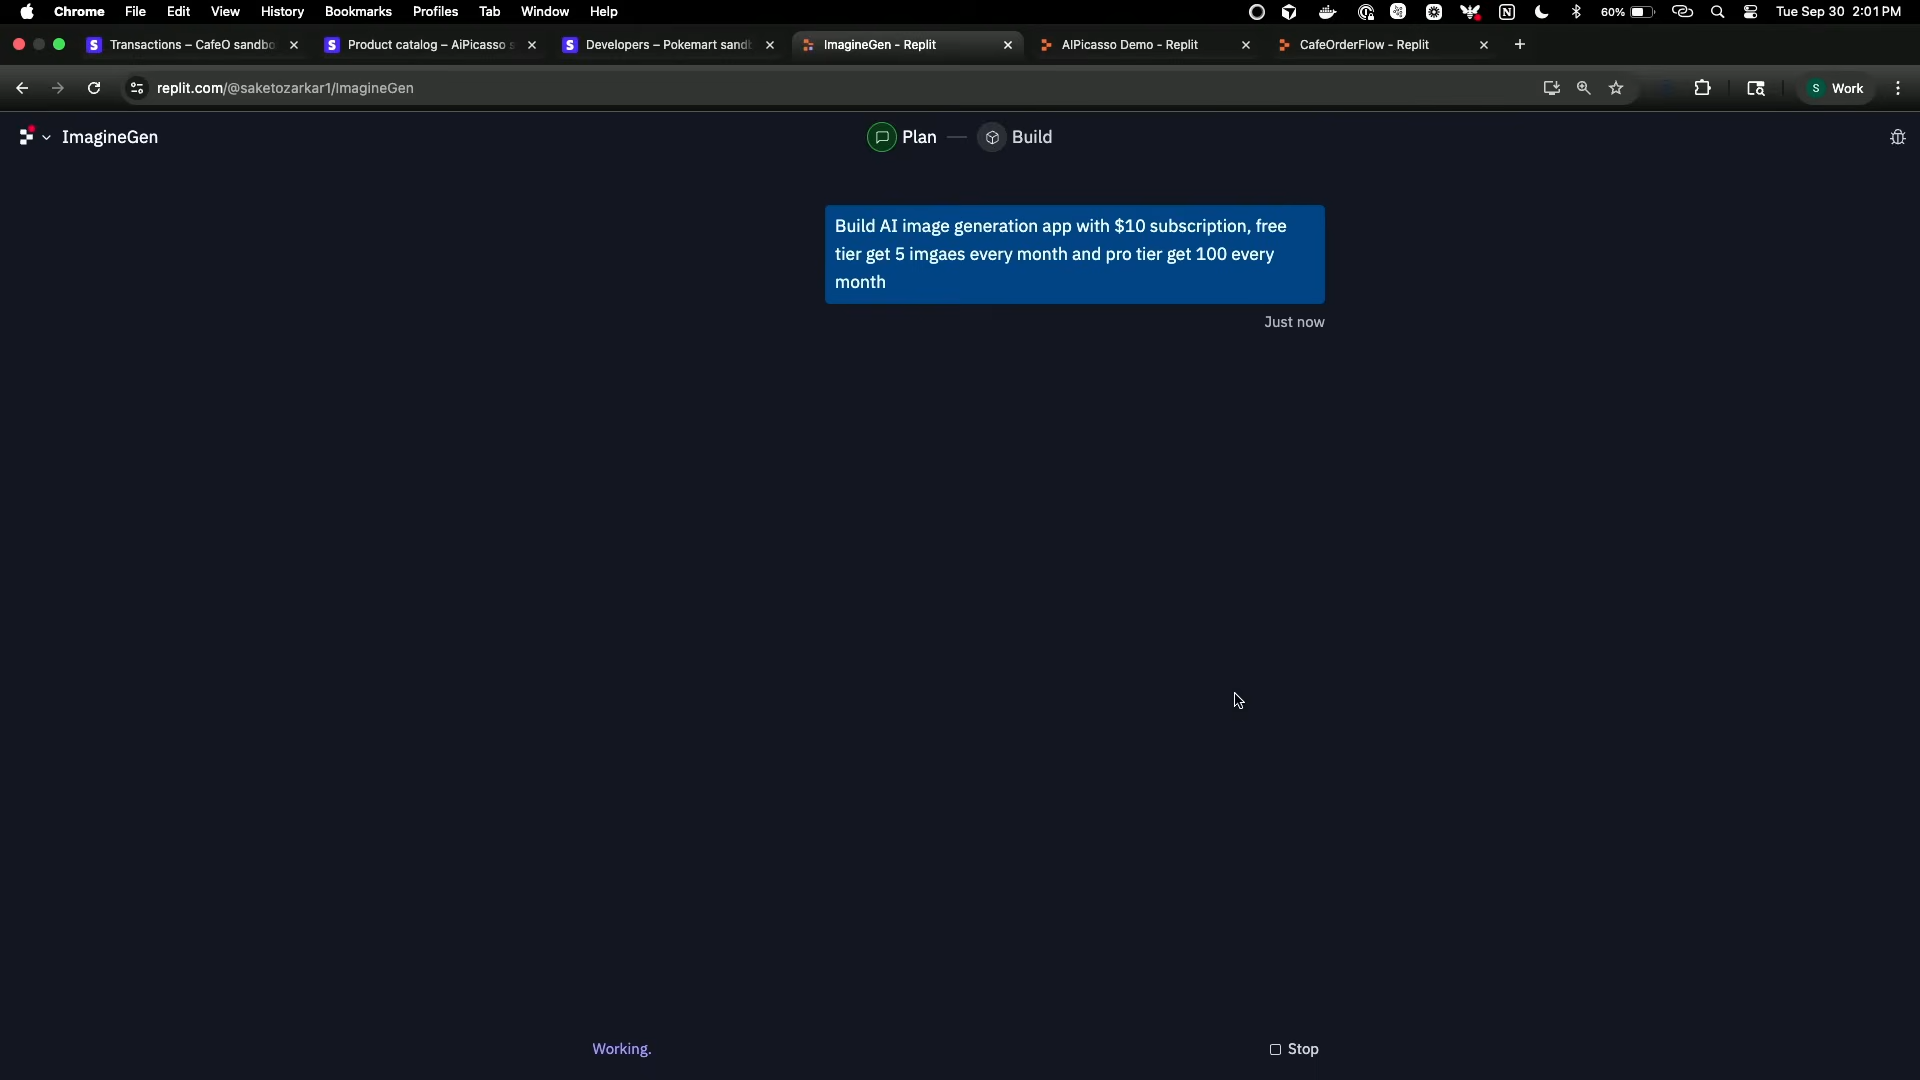 Chrome File Edit View History Bookmarks Profiles Tab Window Help 60% Tue Sep 30 2:01 PM
Transactions – CafeO sandbo Product catalog – AiPicasso s Developers – Pokemart sandb ImagineGen - Replit AIPicasso Demo - Replit CafeOrderFlow - Replit
replit.com/@saketozarkar1/ImagineGen S Work
ImagineGen Plan Build
Build AI image generation app with $10 subscription, free
tier get 5 imgaes every month and pro tier get 100 every
month
Just now
Working. Stop